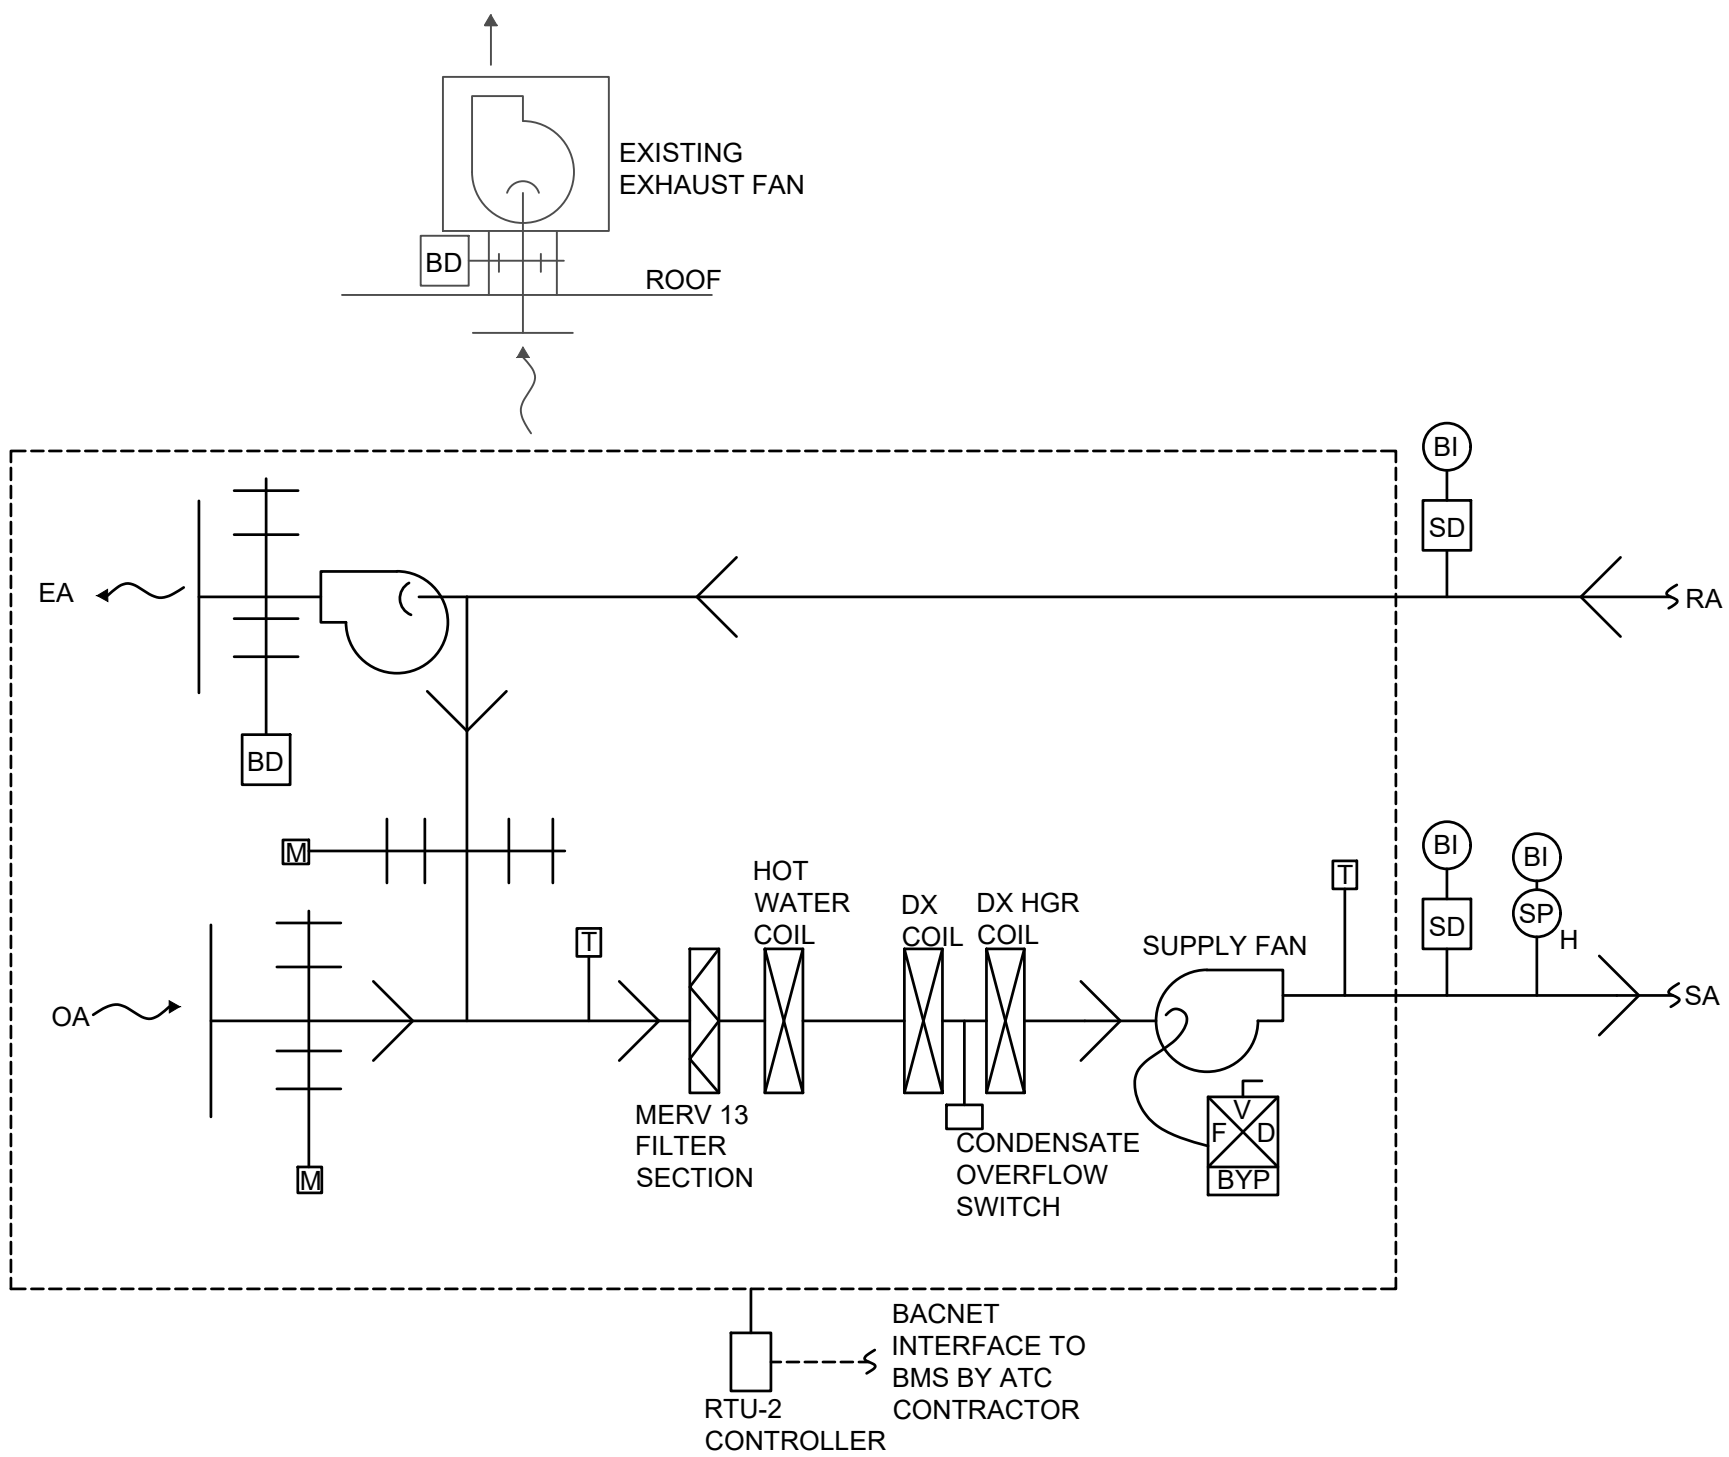 EXISTING
EXHAUST FAN
BD
ROOF
BI
SD
EA
RA
BD
M
HOT
WATER
COIL
DX
COIL
DX HGR
COIL
T
BI
BI
SD
SP
H
T
SUPPLY FAN
OA
SA
M
MERV 13
FILTER
SECTION
CONDENSATE
OVERFLOW
SWITCH
V
F D
BYP
BACNET
INTERFACE TO
BMS BY ATC
CONTRACTOR
RTU-2
CONTROLLER